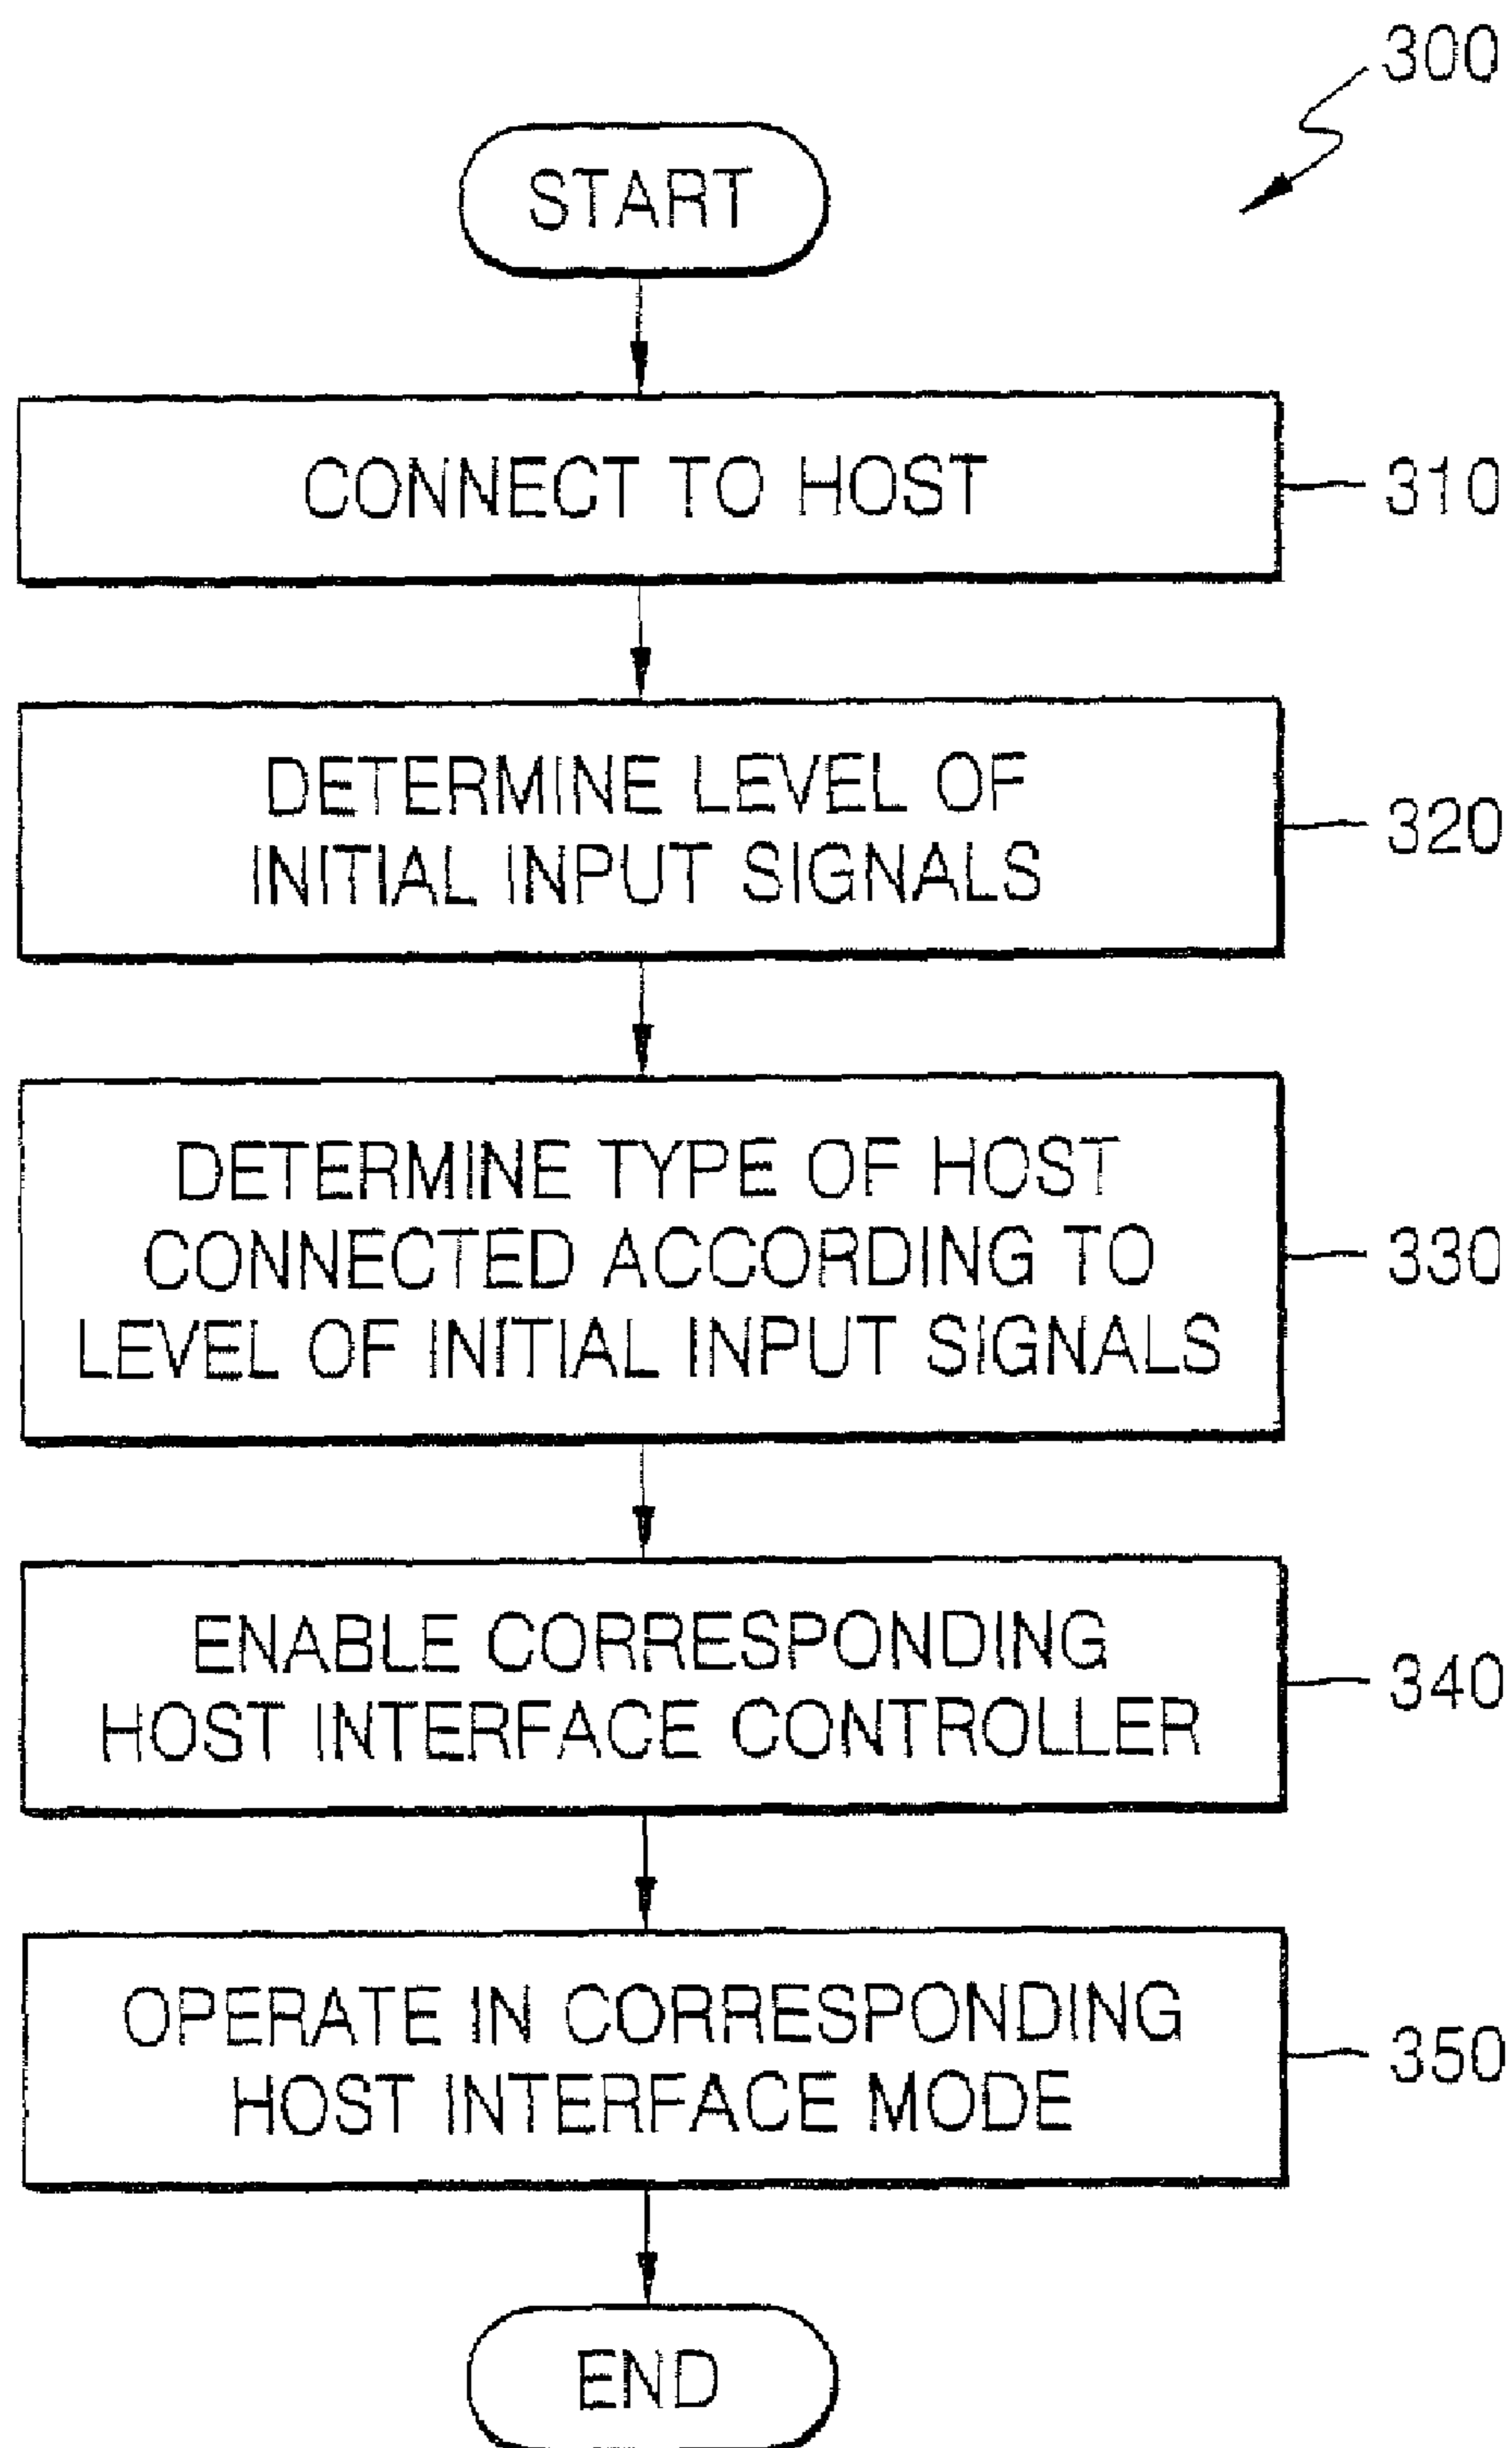 300
START
CONNECT TO HOST
310
DETERMINE LEVEL OF
INITIAL INPUT SIGNALS
320
DETERMINE TYPE OF HOST
CONNECTED ACCORDING TO
LEVEL OF INITIAL INPUT SIGNALS
330
ENABLE CORRESPONDING
HOST INTERFACE CONTROLLER
340
OPERATE IN CORRESPONDING
HOST INTERFACE MODE
350
END